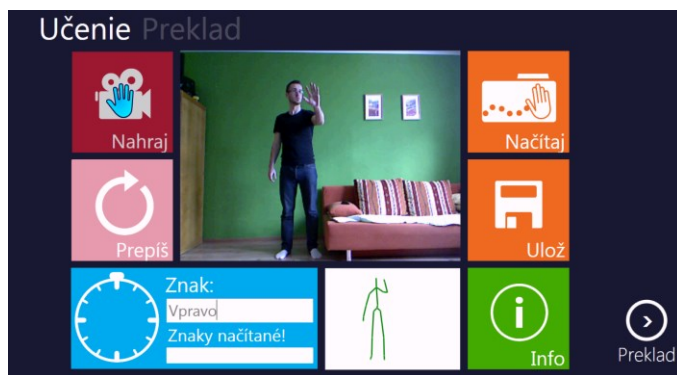 Učenie Preklad
Nahraj
Načítaj
Prepíš
Ulož
Znak:
Vpravo
Znaky načítané!
Info
Preklad